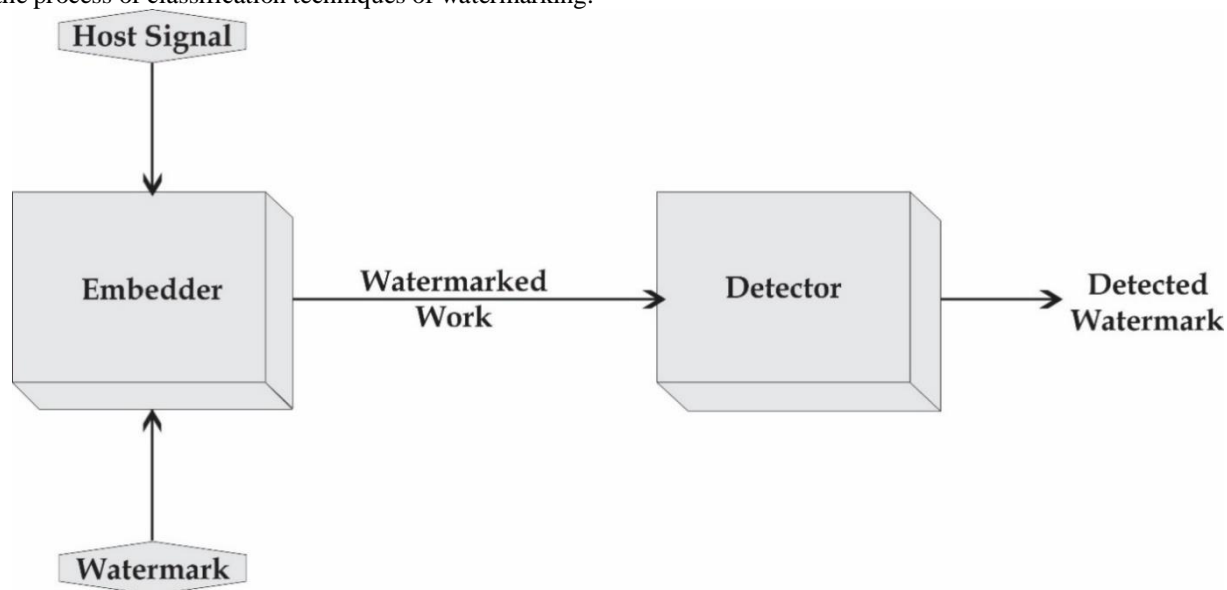 the process of classification techniques of watermarking.
Host Signal
Embedder
Watermarked
Work
Detector
Detected
Watermark
Watermark